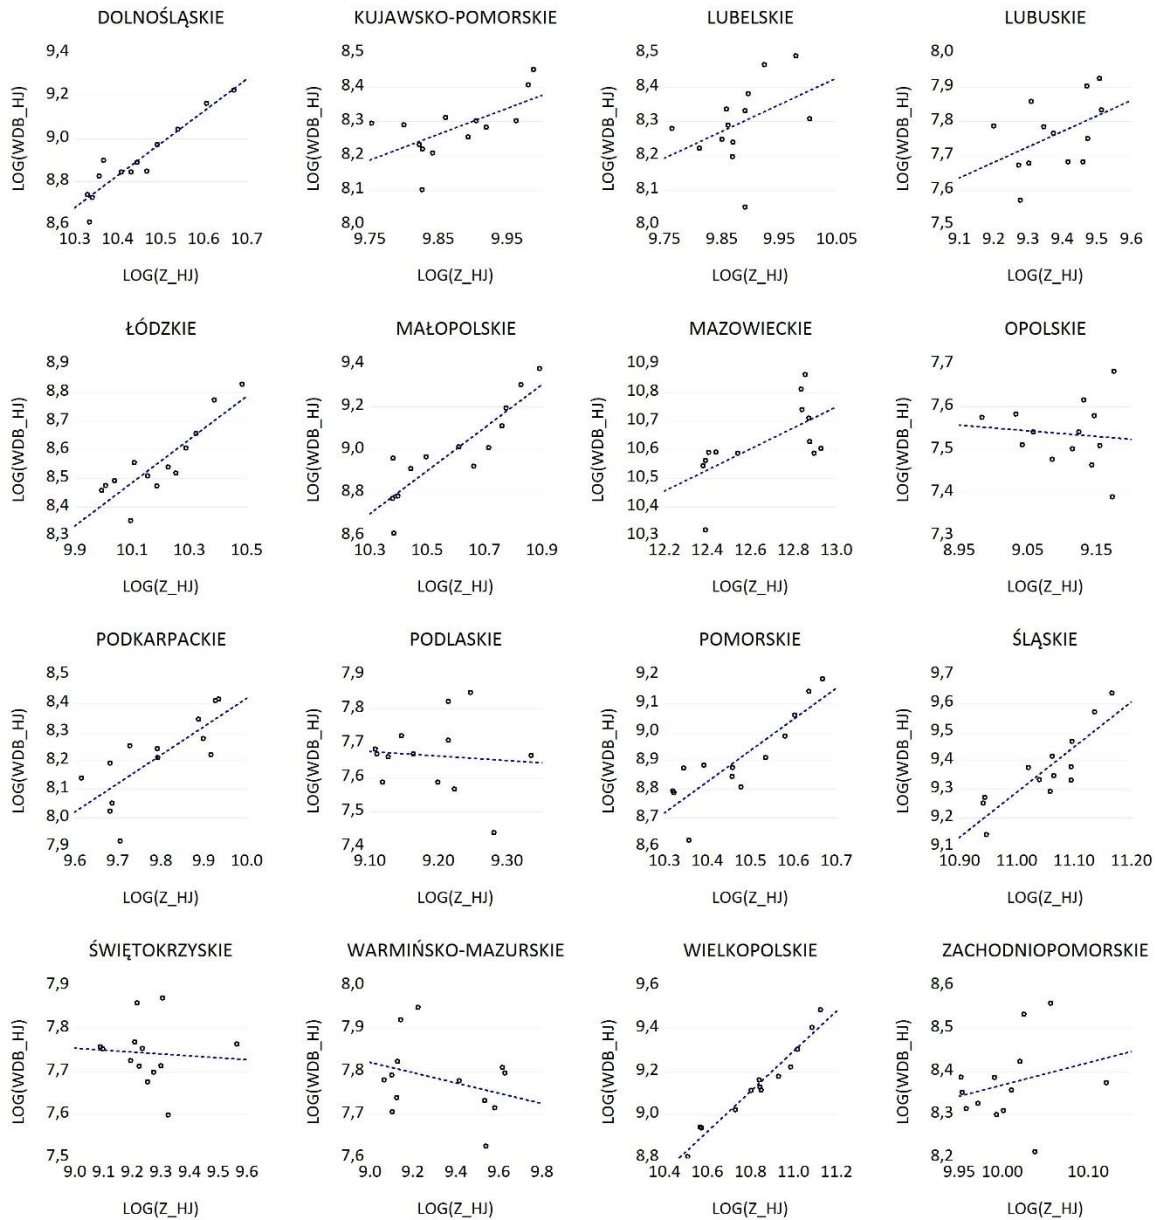 DOLNOŚLĄSKIE
9,4
9,2
9,0
8,8
8,6
10.3 10.4 10.5 10.6 10.7
LOG(WDB_HJ)
LOG(Z_HJ)
KUJAWSKO-POMORSKIE
8,5
8,4
8,3
8,2
8,1
8,0
9.75 9.85 9.95
LOG(WDB_HJ)
LOG(Z_HJ)
LUBELSKIE
8,5
8,4
8,3
8,2
8,1
8,0
9.75 9.85 9.95 10.05
LOG(WDB_HJ)
LOG(Z_HJ)
LUBUSKIE
8,0
7,9
7,8
7,7
7,6
7,5
9.1 9.2 9.3 9.4 9.5 9.6
LOG(WDB_HJ)
LOG(Z_HJ)
ŁÓDZKIE
8,9
8,8
8,7
8,6
8,5
8,4
8,3
9.9 10.1 10.3 10.5
LOG(WDB_HJ)
LOG(Z_HJ)
MAŁOPOLSKIE
9,4
9,2
9,0
8,8
8,6
10.3 10.5 10.7 10.9
LOG(WDB_HJ)
LOG(Z_HJ)
MAZOWIECKIE
10,9
10,8
10,7
10,6
10,5
10,4
10,3
12.2 12.4 12.6 12.8 13.0
LOG(WDB_HJ)
LOG(Z_HJ)
OPOLSKIE
7,7
7,6
7,5
7,4
7,3
8.95 9.05 9.15
LOG(WDB_HJ)
LOG(Z_HJ)
PODKARPACKIE
8,5
8,4
8,3
8,2
8,1
8,0
7,9
9.6 9.7 9.8 9.9 10.0
LOG(WDB_HJ)
LOG(Z_HJ)
PODLASKIE
7,9
7,8
7,7
7,6
7,5
7,4
9.10 9.20 9.30
LOG(WDB_HJ)
LOG(Z_HJ)
POMORSKIE
9,2
9,1
9,0
8,9
8,8
8,7
8,6
10.3 10.4 10.5 10.6 10.7
LOG(WDB_HJ)
LOG(Z_HJ)
ŚLĄSKIE
9,7
9,6
9,5
9,4
9,3
9,2
9,1
10.90 11.00 11.10 11.20
LOG(WDB_HJ)
LOG(Z_HJ)
ŚWIĘTOKRZYSKIE
7,9
7,8
7,7
7,6
7,5
9.0 9.1 9.2 9.3 9.4 9.5 9.6
LOG(WDB_HJ)
LOG(Z_HJ)
WARMIŃSKO-MAZURSKIE
8,0
7,9
7,8
7,7
7,6
9.0 9.2 9.4 9.6 9.8
LOG(WDB_HJ)
LOG(Z_HJ)
WIELKOPOLSKIE
9,6
9,4
9,2
9,0
8,8
10.4 10.6 10.8 11.0 11.2
LOG(WDB_HJ)
LOG(Z_HJ)
ZACHODNIOPOMORSKIE
8,6
8,5
8,4
8,3
8,2
9.95 10.00 10.10
LOG(WDB_HJ)
LOG(Z_HJ)